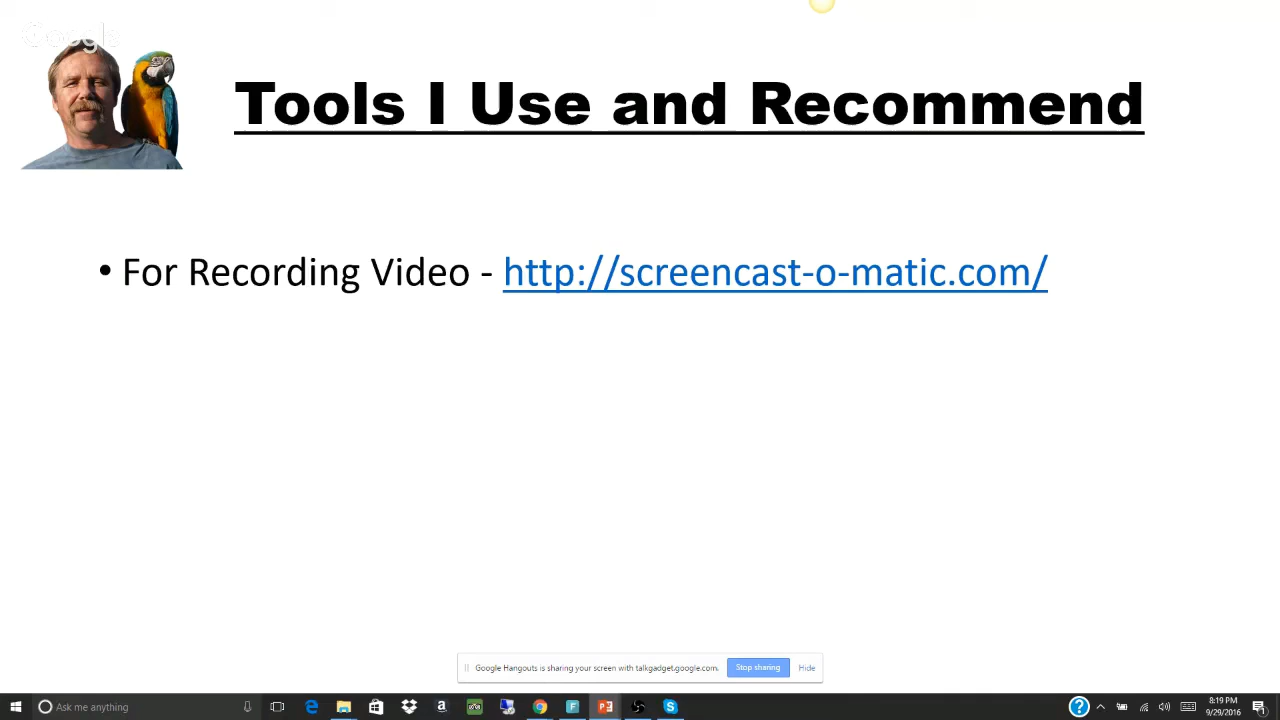 Google
Tools I Use and Recommend
• For Recording Video - http://screencast-o-matic.com/
Google Hangouts is sharing your screen with talkgadget.google.com.
Stop sharing
Hide
Ask me anything
8:19 PM
9/29/2016